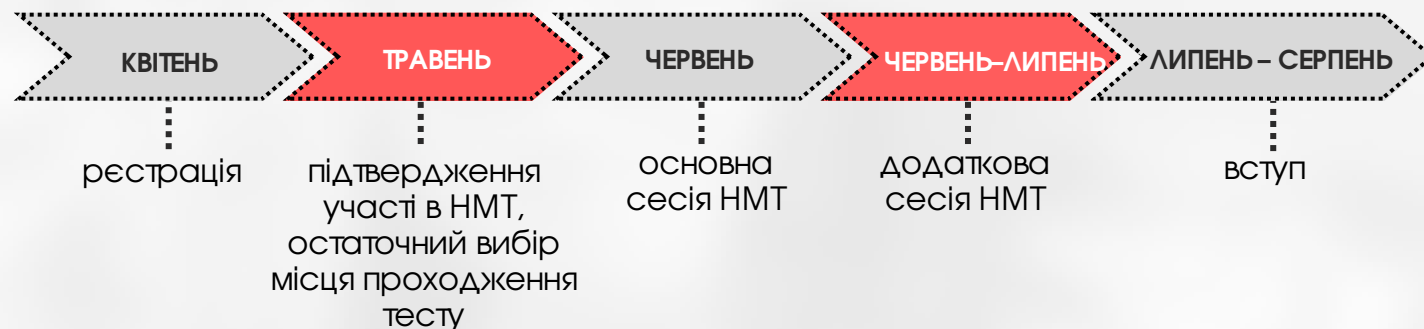 КВІТЕНЬ
ТРАВЕНЬ
ЧЕРВЕНЬ
ЧЕРВЕНЬ–ЛИПЕНЬ
ЛИПЕНЬ – СЕРПЕНЬ
рєстрація
підтвердження
участі в НМТ,
остаточний вибір
місця проходження
тесту
основна
сесія НМТ
додаткова
сесія НМТ
вступ